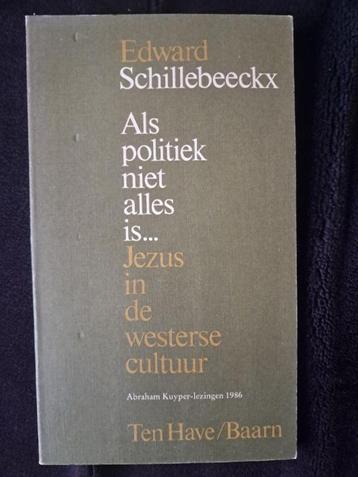 Edward
Schillebeeckx
Als
politiek
niet
alles
is...
Jezus
in
de
westerse
cultuur
Abraham Kuyper-lezingen 1986
Ten Have/Baarn